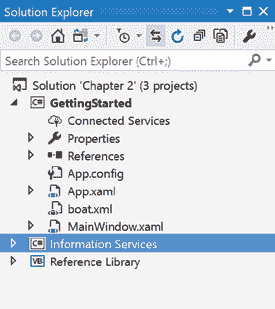 Solution Explorer
Search Solution Explorer (Ctrl+;)
Solution 'Chapter 2' (3 projects)
C# GettingStarted
Connected Services
Properties
References
App.config
App.xaml
boat.xml
MainWindow.xaml
C# Information Services
VB Reference Library